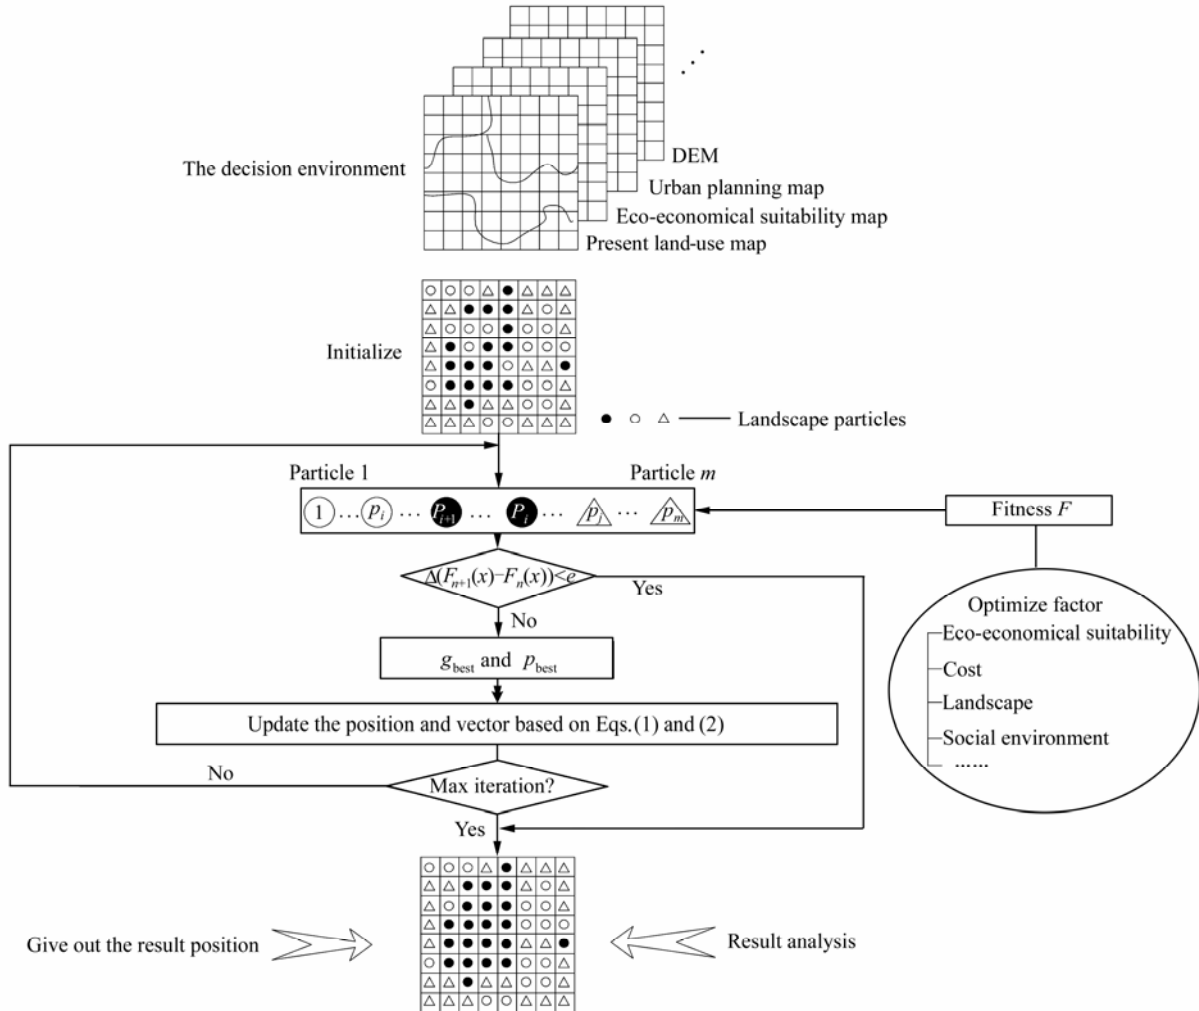 The decision environment
DEM
Urban planning map
Eco-economical suitability map
Present land-use map
Initialize
Landscape particles
Particle 1
Particle m
1 … p_i … P_{i+1} … P_i … p_j … p_m
Fitness F
Δ(F_{n+1}(x)−F_n(x))<e
Yes
No
Optimize factor
Eco-economical suitability
Cost
Landscape
Social environment
……
g_best and p_best
Update the position and vector based on Eqs.(1) and (2)
No
Max iteration?
Yes
Give out the result position
Result analysis